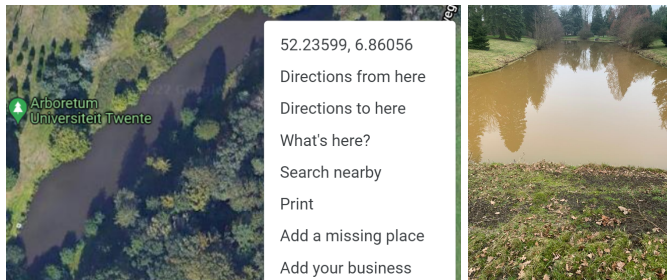 eg
Arboretum
Universiteit Twente
52.23599, 6.86056
Directions from here
Directions to here
What's here?
Search nearby
Print
Add a missing place
Add your business